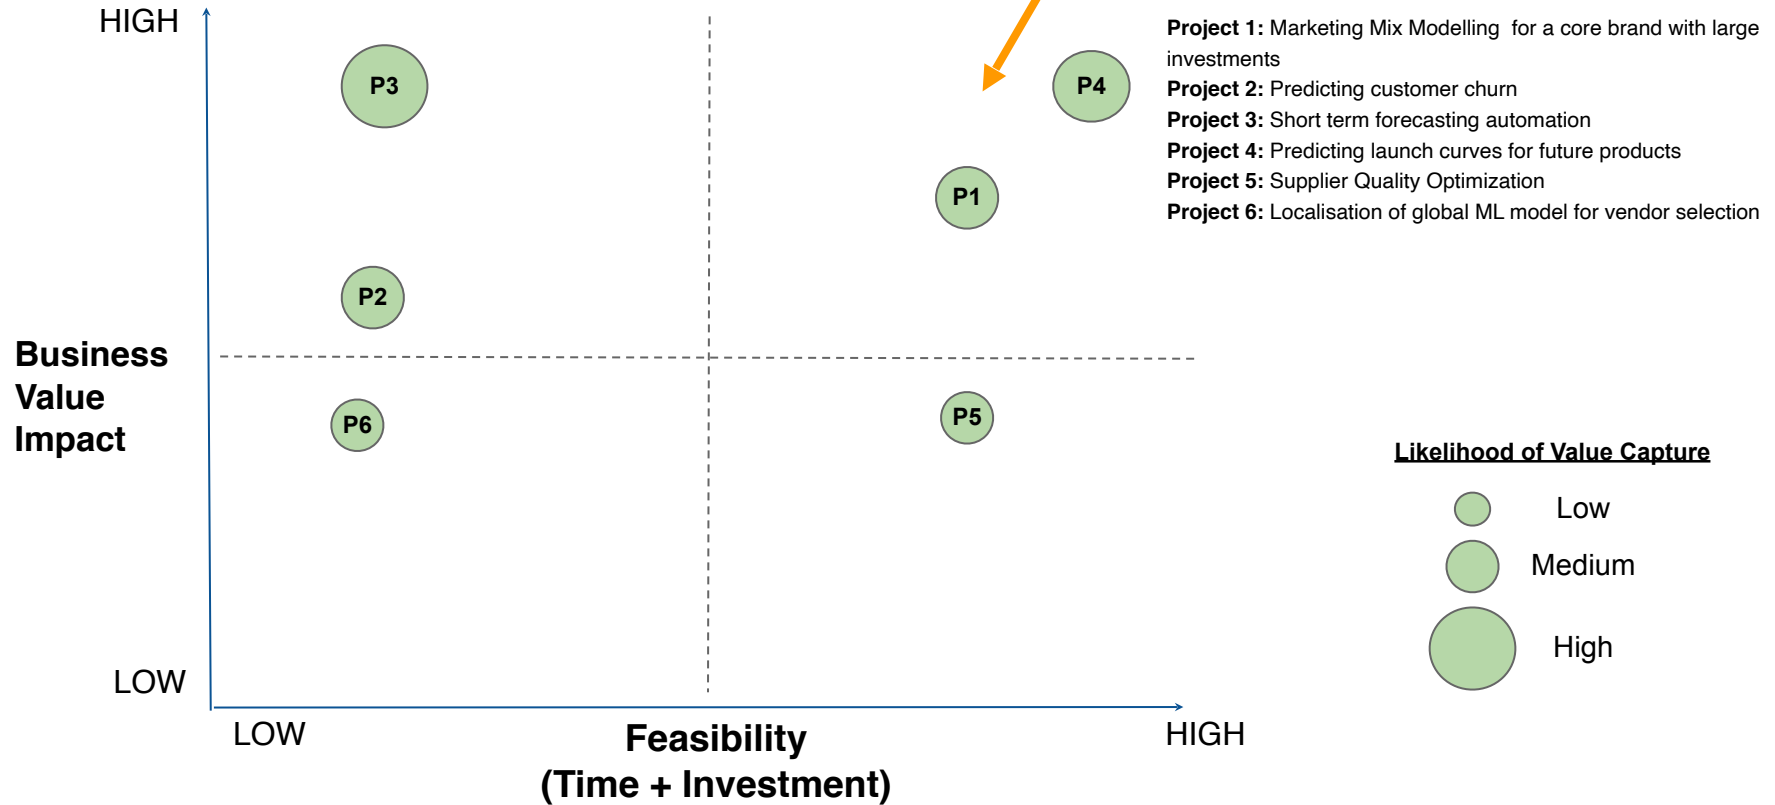 HIGH
P3
P4
P1
P2
P6
P5
Business
Value
Impact
LOW
LOW
Feasibility
(Time + Investment)
HIGH
Project 1: Marketing Mix Modelling for a core brand with large
investments
Project 2: Predicting customer churn
Project 3: Short term forecasting automation
Project 4: Predicting launch curves for future products
Project 5: Supplier Quality Optimization
Project 6: Localisation of global ML model for vendor selection
Likelihood of Value Capture
Low
Medium
High